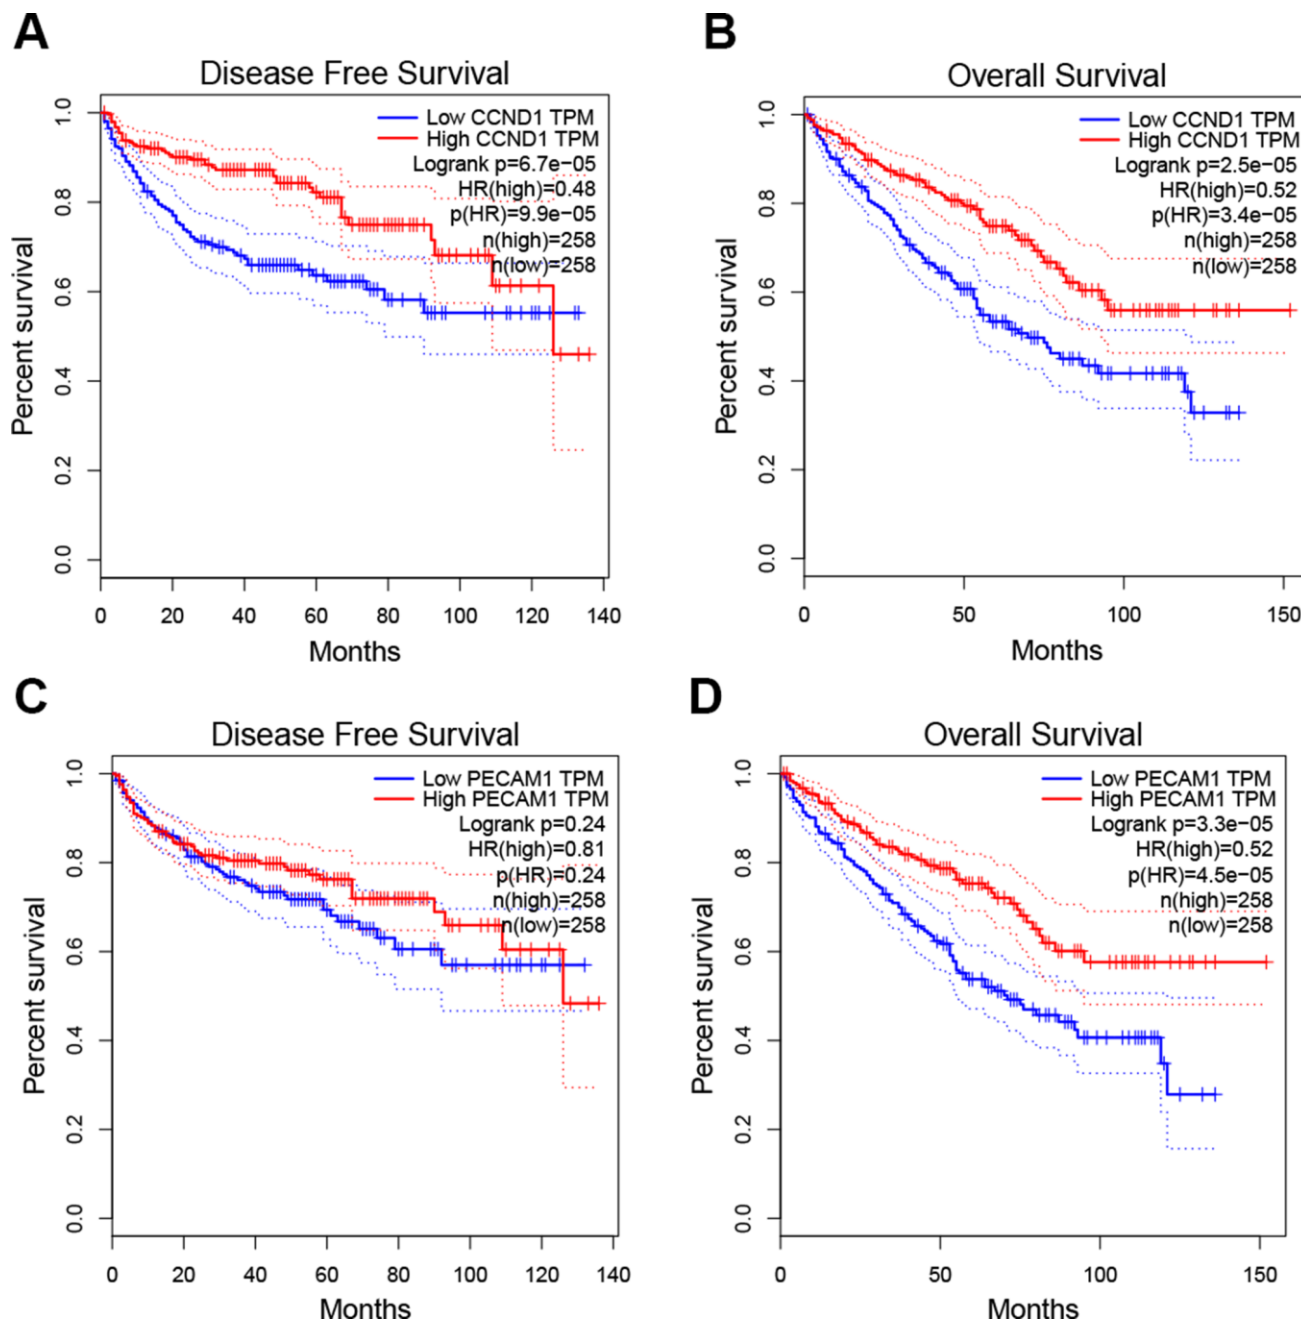 A
Disease Free Survival
Low CCND1 TPM
High CCND1 TPM
Logrank p=6.7e−05
HR(high)=0.48
p(HR)=9.9e−05
n(high)=258
n(low)=258
Percent survival
0.0 0.2 0.4 0.6 0.8 1.0
0 20 40 60 80 100 120 140
Months
B
Overall Survival
Low CCND1 TPM
High CCND1 TPM
Logrank p=2.5e−05
HR(high)=0.52
p(HR)=3.4e−05
n(high)=258
n(low)=258
Percent survival
0.0 0.2 0.4 0.6 0.8 1.0
0 50 100 150
Months
C
Disease Free Survival
Low PECAM1 TPM
High PECAM1 TPM
Logrank p=0.24
HR(high)=0.81
p(HR)=0.24
n(high)=258
n(low)=258
Percent survival
0.0 0.2 0.4 0.6 0.8 1.0
0 20 40 60 80 100 120 140
Months
D
Overall Survival
Low PECAM1 TPM
High PECAM1 TPM
Logrank p=3.3e−05
HR(high)=0.52
p(HR)=4.5e−05
n(high)=258
n(low)=258
Percent survival
0.0 0.2 0.4 0.6 0.8 1.0
0 50 100 150
Months